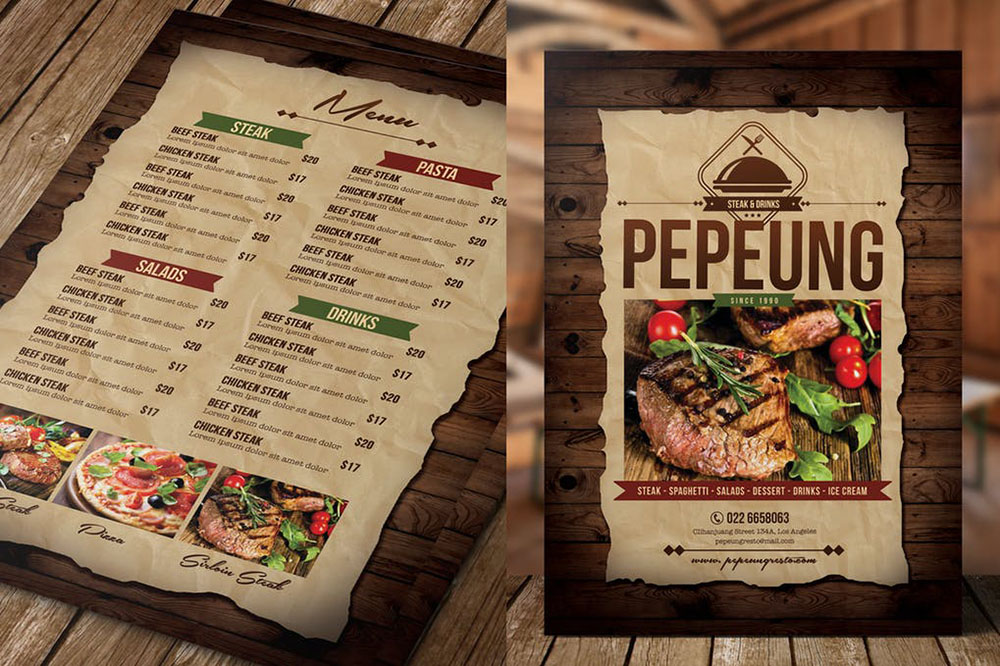 Menu
STEAK
BEEF STEAK
Lorem ipsum dolor sit amet dolor $20
CHICKEN STEAK
Lorem ipsum dolor sit amet dolor $17
BEEF STEAK
Lorem ipsum dolor sit amet dolor $20
CHICKEN STEAK
Lorem ipsum dolor sit amet dolor $17
BEEF STEAK
Lorem ipsum dolor sit amet dolor $20
CHICKEN STEAK
Lorem ipsum dolor sit amet dolor $17
SALADS
BEEF STEAK
Lorem ipsum dolor sit amet dolor $20
CHICKEN STEAK
Lorem ipsum dolor sit amet dolor $17
BEEF STEAK
Lorem ipsum dolor sit amet dolor $20
CHICKEN STEAK
Lorem ipsum dolor sit amet dolor $17
BEEF STEAK
Lorem ipsum dolor sit amet dolor $20
CHICKEN STEAK
Lorem ipsum dolor sit amet dolor $17
PASTA
BEEF STEAK
Lorem ipsum dolor sit amet dolor $20
CHICKEN STEAK
Lorem ipsum dolor sit amet dolor $17
BEEF STEAK
Lorem ipsum dolor sit amet dolor $20
CHICKEN STEAK
Lorem ipsum dolor sit amet dolor $17
BEEF STEAK
Lorem ipsum dolor sit amet dolor $20
CHICKEN STEAK
Lorem ipsum dolor sit amet dolor $17
DRINKS
BEEF STEAK
Lorem ipsum dolor sit amet dolor $20
CHICKEN STEAK
Lorem ipsum dolor sit amet dolor $17
BEEF STEAK
Lorem ipsum dolor sit amet dolor $20
CHICKEN STEAK
Lorem ipsum dolor sit amet dolor $17
BEEF STEAK
Lorem ipsum dolor sit amet dolor $20
CHICKEN STEAK
Lorem ipsum dolor sit amet dolor $17
Steak
Pizza
Sirloin Steak
STEAK & DRINKS
PEPEUNG
SINCE 1990
STEAK - SPAGHETTI - SALADS - DESSERT - DRINKS - ICE CREAM
022 6658063
Cilihanjuang Street 134A, Los Angeles
pepeungresto@mail.com
www. pepeungresto.com